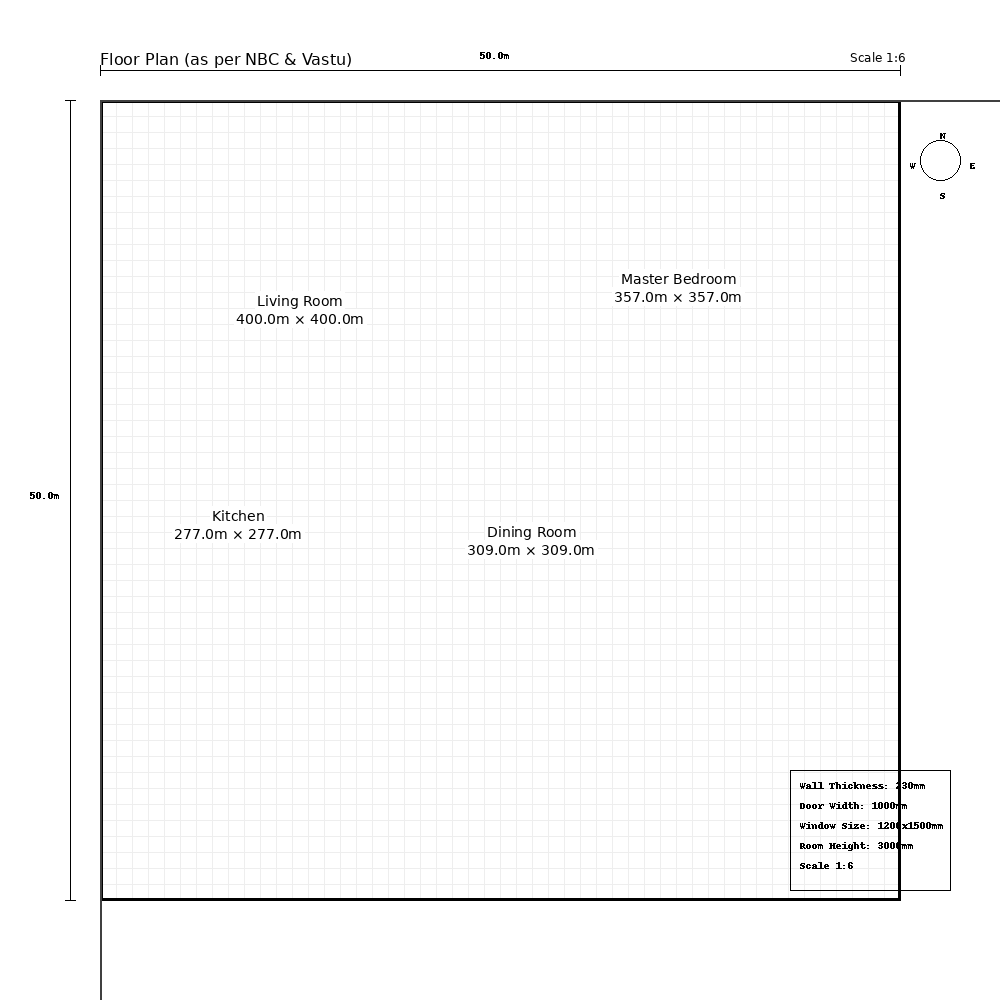 Floor Plan (as per NBC & Vastu)
50.0m
Scale 1:6
N
W
E
S
Master Bedroom
357.0m × 357.0m
Living Room
400.0m × 400.0m
50.0m
Kitchen
277.0m × 277.0m
Dining Room
309.0m × 309.0m
Wall Thickness: 230mm
Door Width: 1000mm
Window Size: 1200x1500mm
Room Height: 3000mm
Scale 1:6